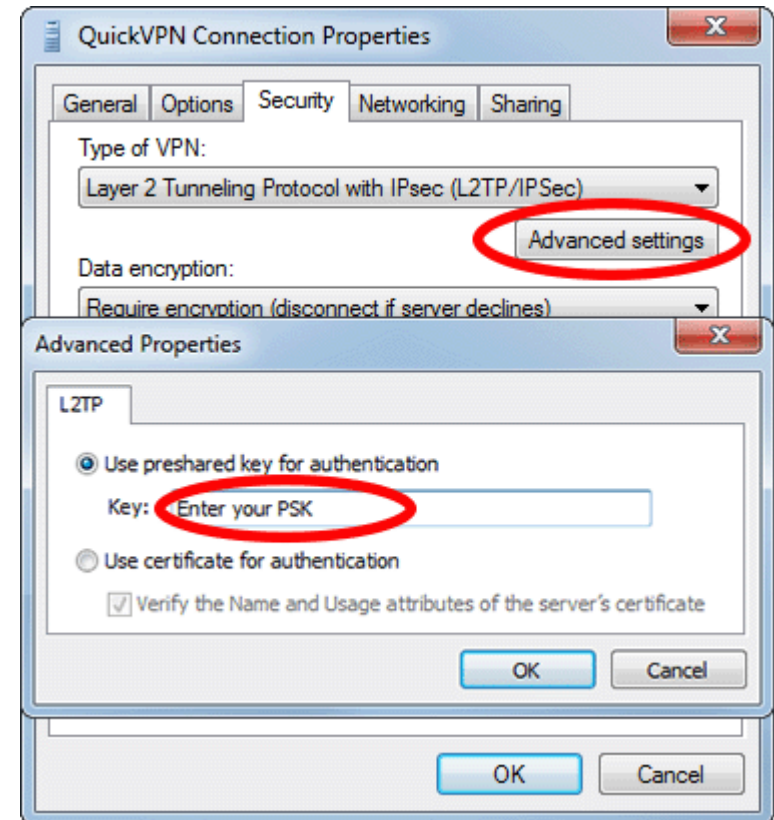 QuickVPN Connection Properties
General Options Security Networking Sharing
Type of VPN:
Layer 2 Tunneling Protocol with IPsec (L2TP/IPSec)
Advanced settings
Data encryption:
Require encryption (disconnect if server declines)
Advanced Properties
L2TP
Use preshared key for authentication
Key: Enter your PSK
Use certificate for authentication
Verify the Name and Usage attributes of the server's certificate
OK Cancel
OK Cancel